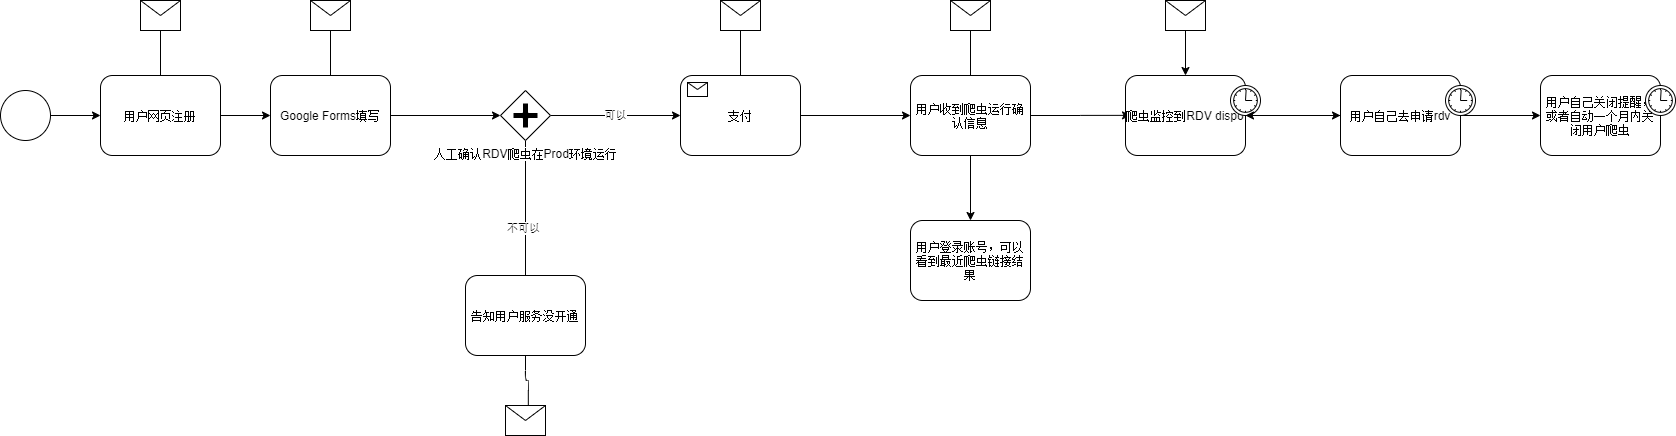 用户网页注册
Google Forms填写
人工确认RDV爬虫在Prod环境运行
可以
不可以
告知用户服务没开通
支付
用户收到爬虫运行确
认信息
用户登录账号，可以
看到最近爬虫链接结
果
爬虫监控到RDV dispo
用户自己去申请rdv
用户自己关闭提醒，
或者自动一个月内关
闭用户爬虫